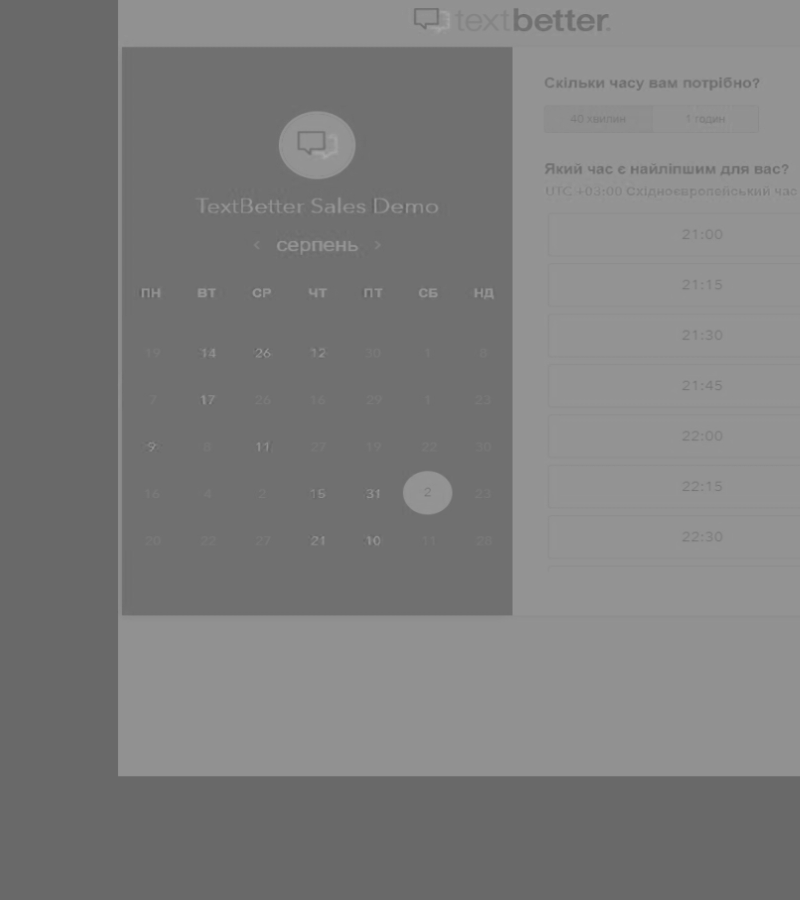 textbetter.
TextBetter Sales Demo
< серпень >
ПН ВТ СР ЧТ ПТ СБ НД
19 14 26 12 30 1 8
7 17 26 16 29 1 23
9 8 11 27 19 22 30
16 4 2 15 31 2 23
20 22 27 21 10 11 28
Скільки часу вам потрібно?
40 хвилин 1 годин
Який час є найліпшим для вас?
UTC +03:00 Східноєвропейський час
21:00
21:15
21:30
21:45
22:00
22:15
22:30